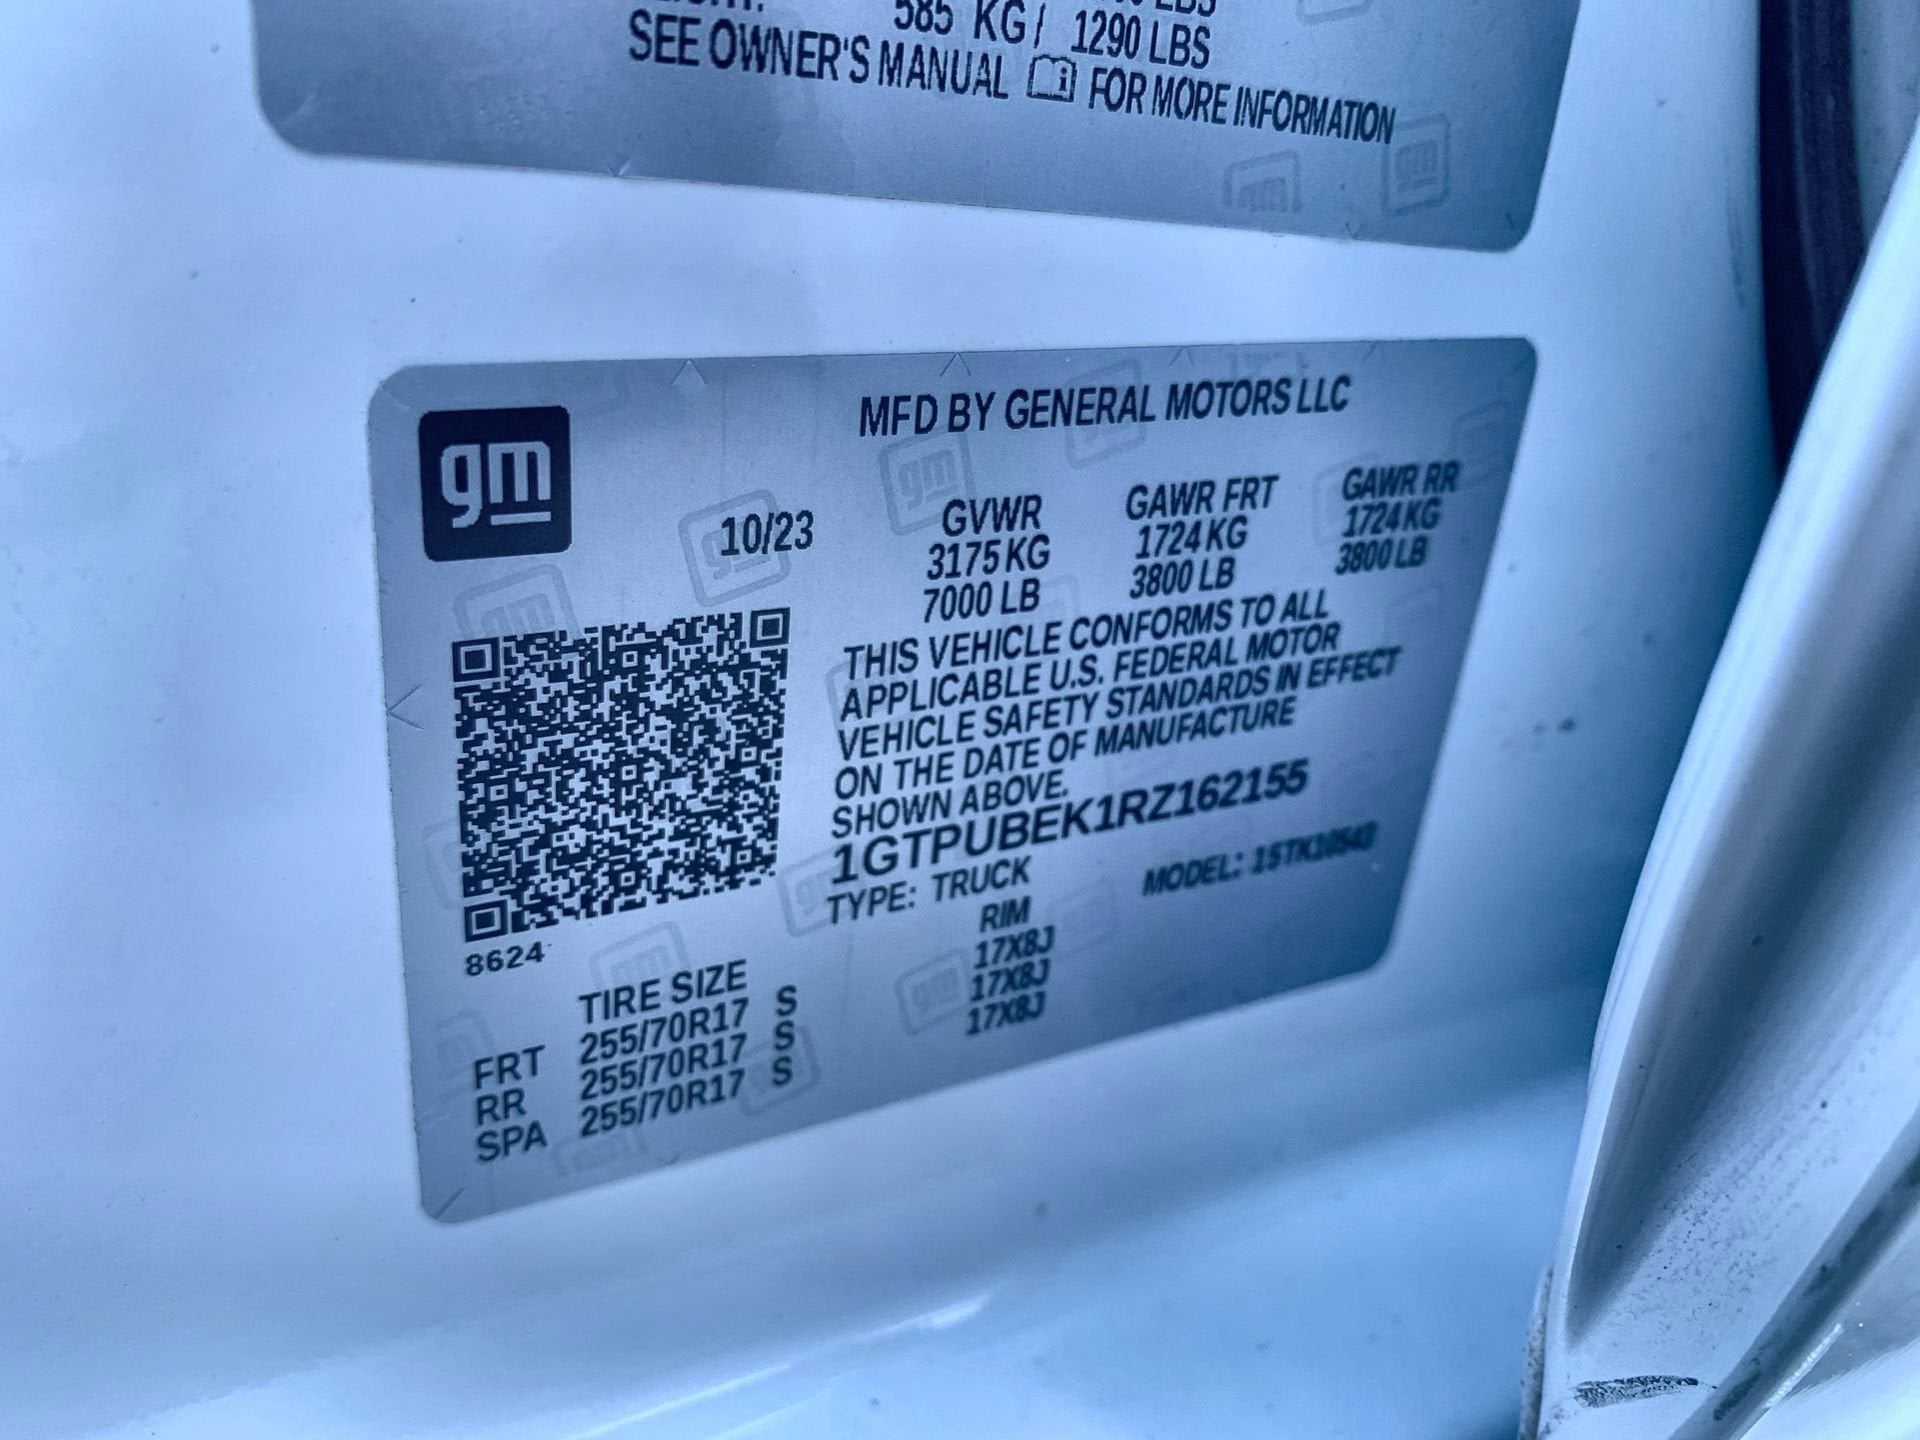 585 KG / 1290 LBS
SEE OWNER'S MANUAL FOR MORE INFORMATION
gm
MFD BY GENERAL MOTORS LLC
10/23
GVWR GAWR FRT GAWR RR
3175 KG 1724 KG 1724 KG
7000 LB 3800 LB 3800 LB
THIS VEHICLE CONFORMS TO ALL
APPLICABLE U.S. FEDERAL MOTOR
VEHICLE SAFETY STANDARDS IN EFFECT
ON THE DATE OF MANUFACTURE
SHOWN ABOVE.
1GTPUBEK1RZ162155
TYPE: TRUCK MODEL:
8624
TIRE SIZE RIM
FRT 255/70R17 S 17X8J
RR 255/70R17 S 17X8J
SPA 255/70R17 S 17X8J